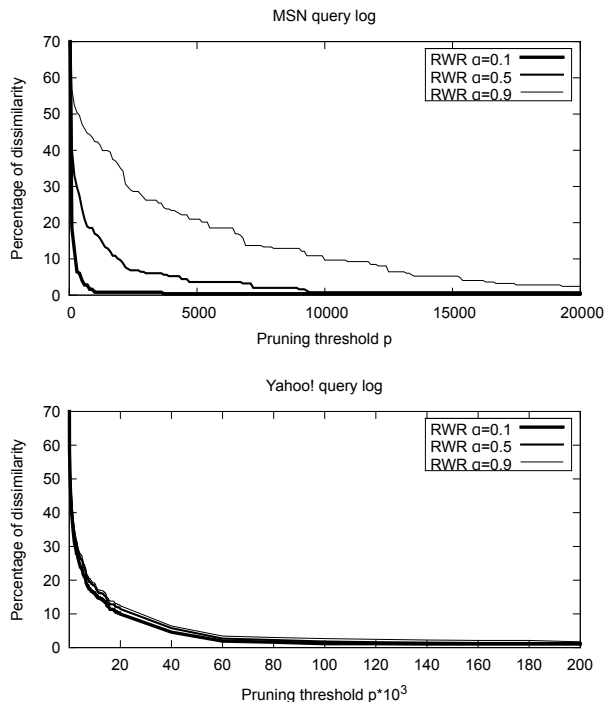 MSN query log
70
60
50
40
30
20
10
0
Percentage of dissimilarity
RWR α=0.1
RWR α=0.5
RWR α=0.9
0 5000 10000 15000 20000
Pruning threshold p
Yahoo! query log
70
60
50
40
30
20
10
0
Percentage of dissimilarity
RWR α=0.1
RWR α=0.5
RWR α=0.9
20 40 60 80 100 120 140 160 180 200
Pruning threshold p*10³